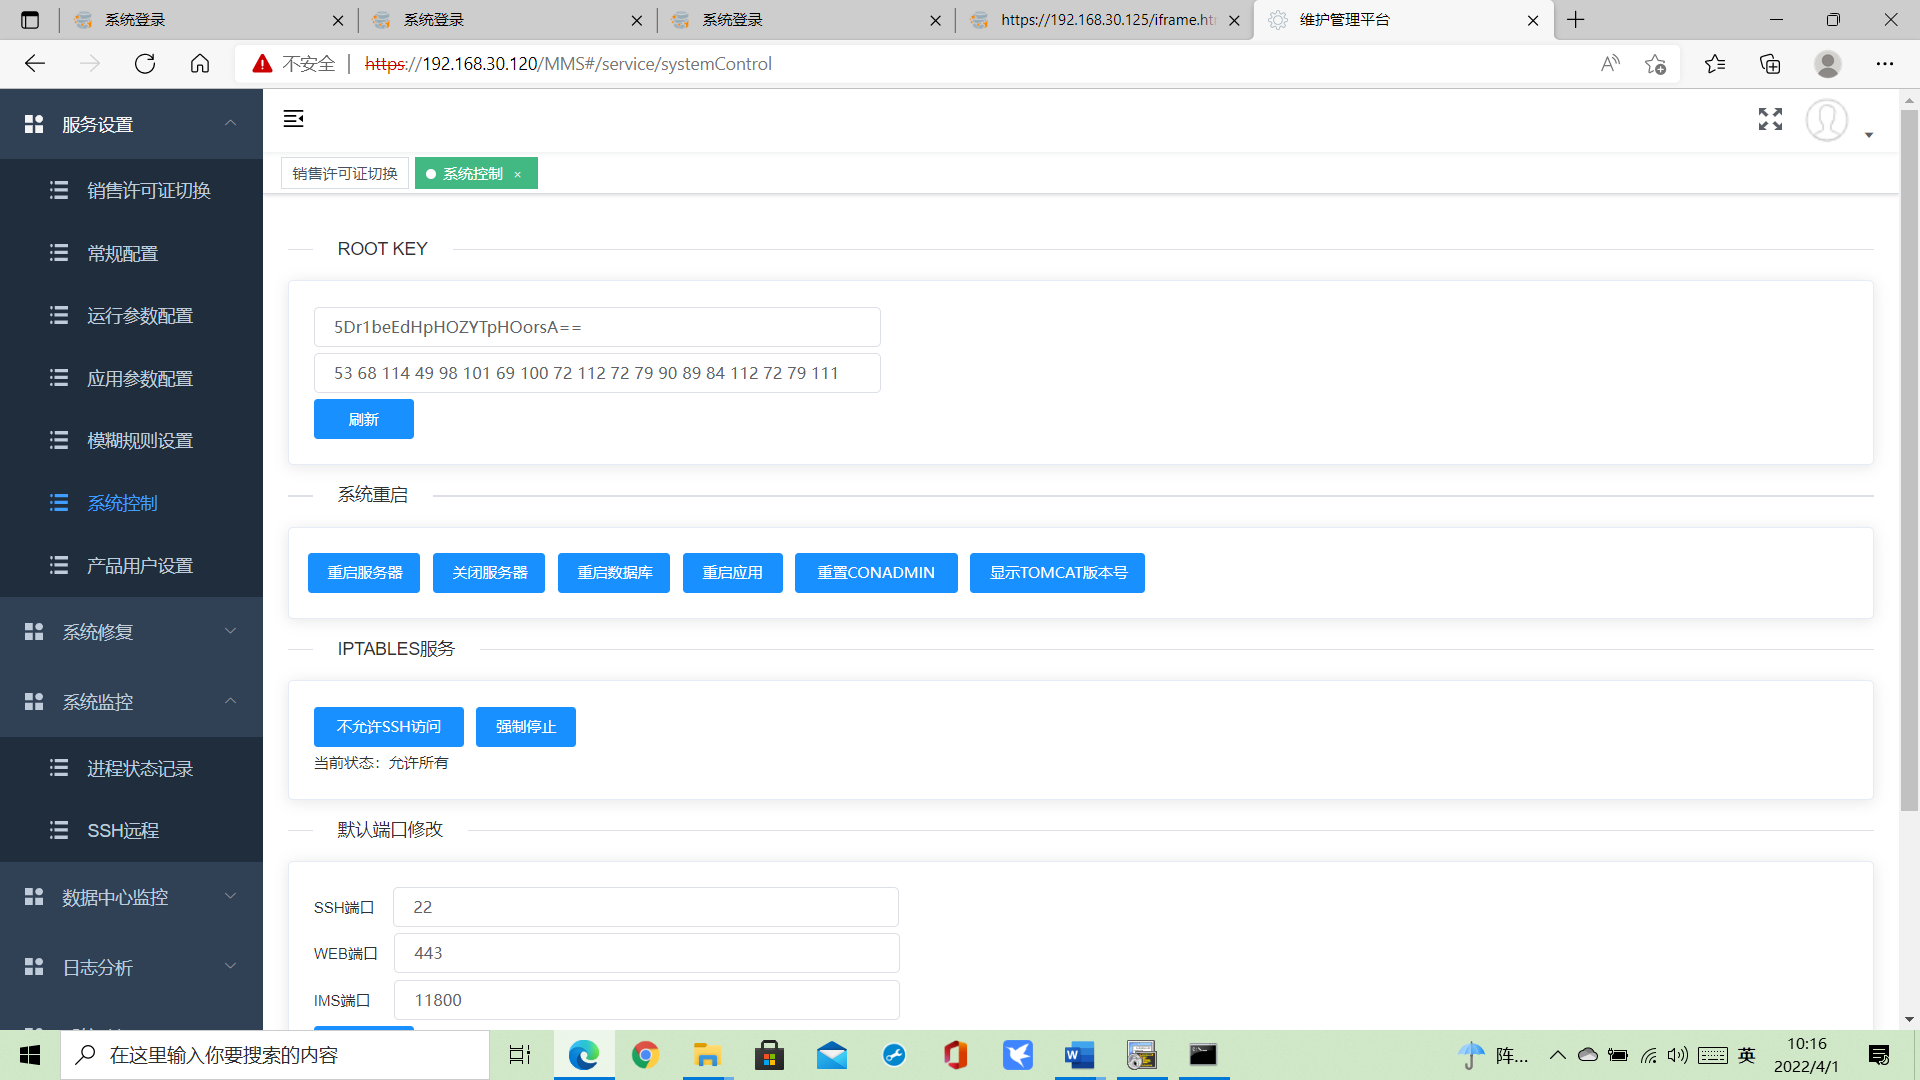 系统登录
系统登录
系统登录
https://192.168.30.125/iframe.ht
维护管理平台
不安全
https://192.168.30.120/MMS#/service/systemControl
服务设置
销售许可证切换
常规配置
运行参数配置
应用参数配置
模糊规则设置
系统控制
产品用户设置
系统修复
系统监控
进程状态记录
SSH远程
数据中心监控
日志分析
销售许可证切换
系统控制
ROOT KEY
5Dr1beEdHpHOZYTpHOorsA==
53 68 114 49 98 101 69 100 72 112 72 79 90 89 84 112 72 79 111
刷新
系统重启
重启服务器
关闭服务器
重启数据库
重启应用
重置CONADMIN
显示TOMCAT版本号
IPTABLES服务
不允许SSH访问
强制停止
当前状态：允许所有
默认端口修改
SSH端口
22
WEB端口
443
IMS端口
11800
在这里输入你要搜索的内容
阵...
英
10:16
2022/4/1